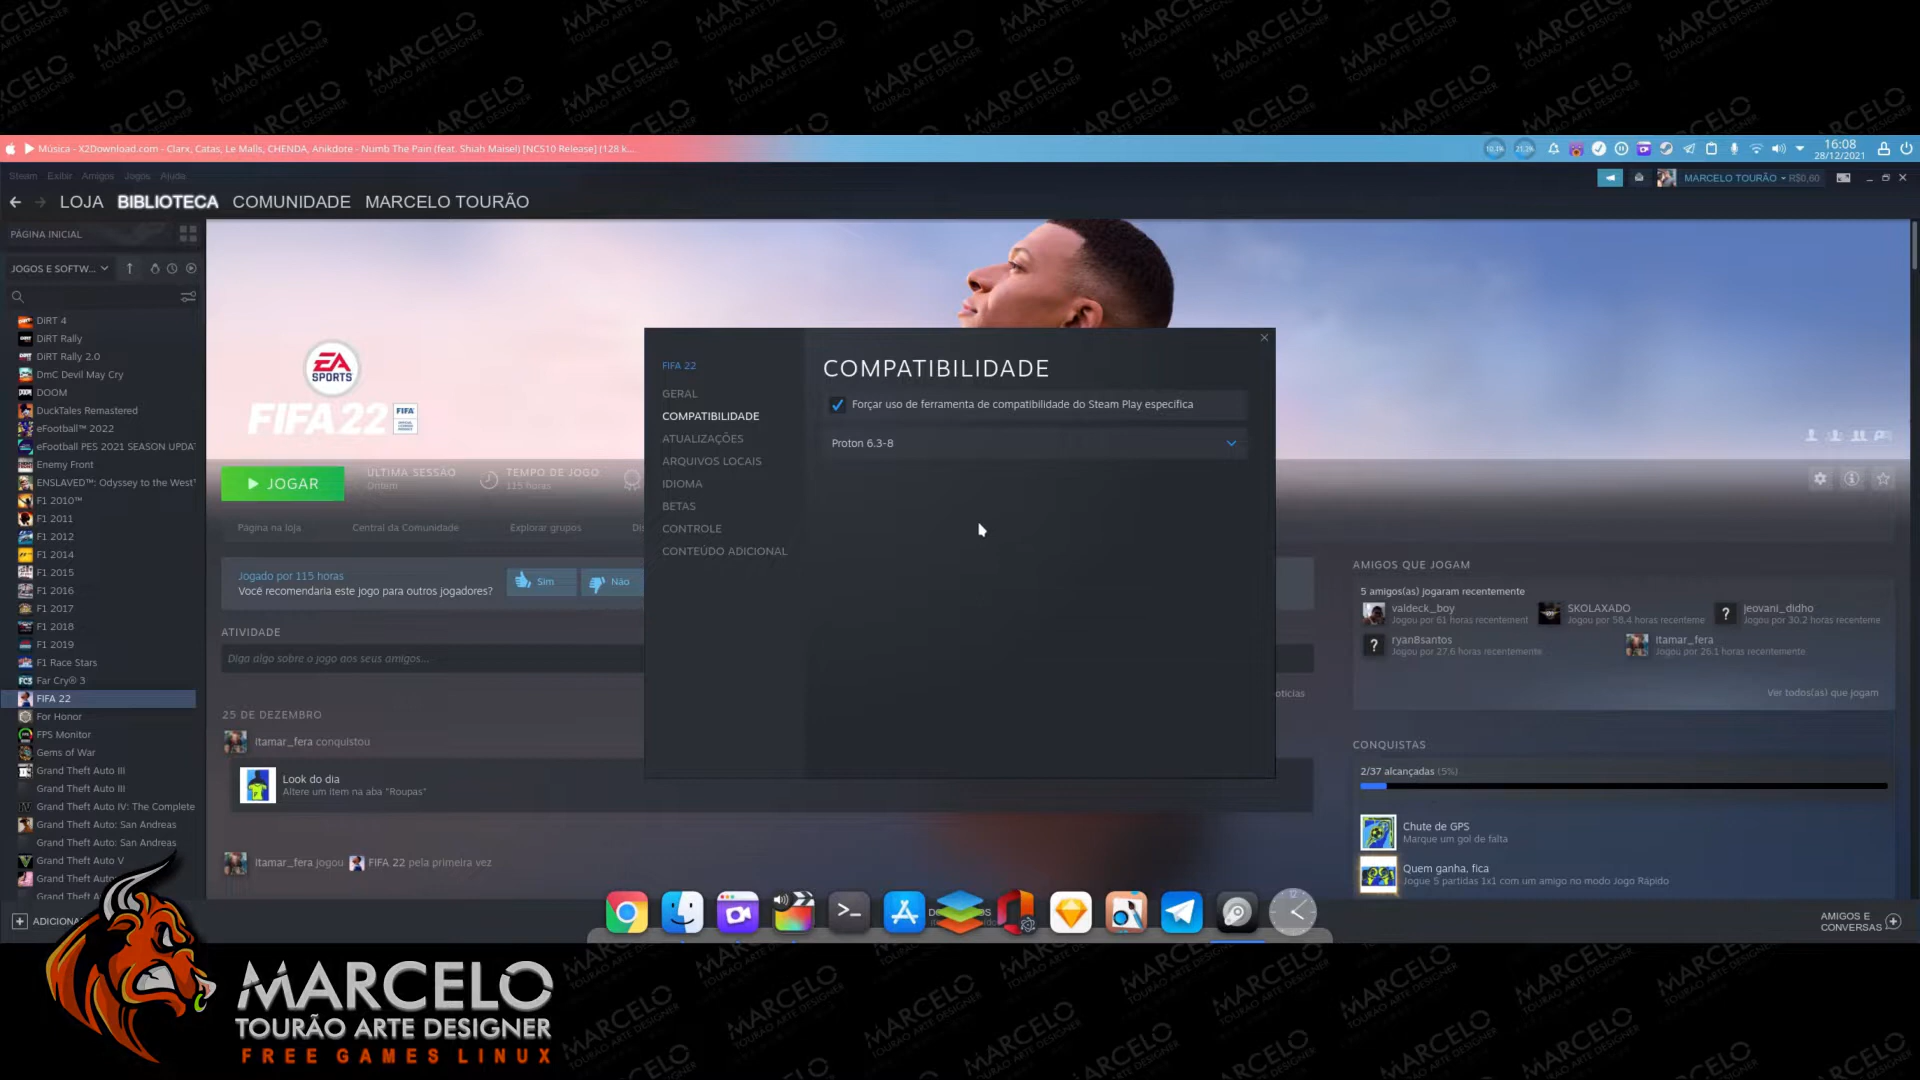 Música - X2Download.com - Clarx, Catas, Le Malls, CHENDA, Anikdote - Numb The Pain (feat. Shiah Maisel) [NCS10 Release] (128 k...
16:08
28/12/2021
Steam Exibir Amigos Jogos Ajuda
MARCELO TOURÃO R$0,60
LOJA BIBLIOTECA COMUNIDADE MARCELO TOURÃO
PÁGINA INICIAL
JOGOS E SOFTW...
DiRT 4
DiRT Rally
DiRT Rally 2.0
DmC Devil May Cry
DOOM
DuckTales Remastered
eFootball™ 2022
eFootball PES 2021 SEASON UPDA
Enemy Front
ENSLAVED™: Odyssey to the West
F1 2010™
F1 2011
F1 2012
F1 2014
F1 2015
F1 2016
F1 2017
F1 2018
F1 2019
F1 Race Stars
Far Cry® 3
FIFA 22
For Honor
FPS Monitor
Gems of War
Grand Theft Auto III
Grand Theft Auto III
Grand Theft Auto IV: The Complete
Grand Theft Auto: San Andreas
Grand Theft Auto: San Andreas
Grand Theft Auto V
Grand Theft Auto
Grand Theft
ADICIONA
EA SPORTS
FIFA 22
FIFA
JOGAR
ÚLTIMA SESSÃO
Ontem
TEMPO DE JOGO
115 horas
Página na loja Central da Comunidade Explorar grupos Di
Jogado por 115 horas
Você recomendaria este jogo para outros jogadores?
Sim Não
ATIVIDADE
Diga algo sobre o jogo aos seus amigos...
otícias
25 DE DEZEMBRO
Itamar_fera conquistou
Look do dia
Altere um item na aba "Roupas"
Itamar_fera jogou FIFA 22 pela primeira vez
FIFA 22
GERAL
COMPATIBILIDADE
ATUALIZAÇÕES
ARQUIVOS LOCAIS
IDIOMA
BETAS
CONTROLE
CONTEÚDO ADICIONAL
COMPATIBILIDADE
Forçar uso de ferramenta de compatibilidade do Steam Play específica
Proton 6.3-8
AMIGOS QUE JOGAM
5 amigos(as) jogaram recentemente
valdeck_boy
Jogou por 61 horas recentement
SKOLAXADO
Jogou por 58.4 horas recenteme
jeovani_didho
Jogou por 30.2 horas recenteme
ryan8santos
Jogou por 27.6 horas recentemente
Itamar_fera
Jogou por 26.1 horas recentemente
Ver todos(as) que jogam
CONQUISTAS
2/37 alcançadas (5%)
Chute de GPS
Marque um gol de falta
Quem ganha, fica
Jogue 5 partidas 1x1 com um amigo no modo Jogo Rápido
AMIGOS E
CONVERSAS
MARCELO
TOURÃO ARTE DESIGNER
FREE GAMES LINUX